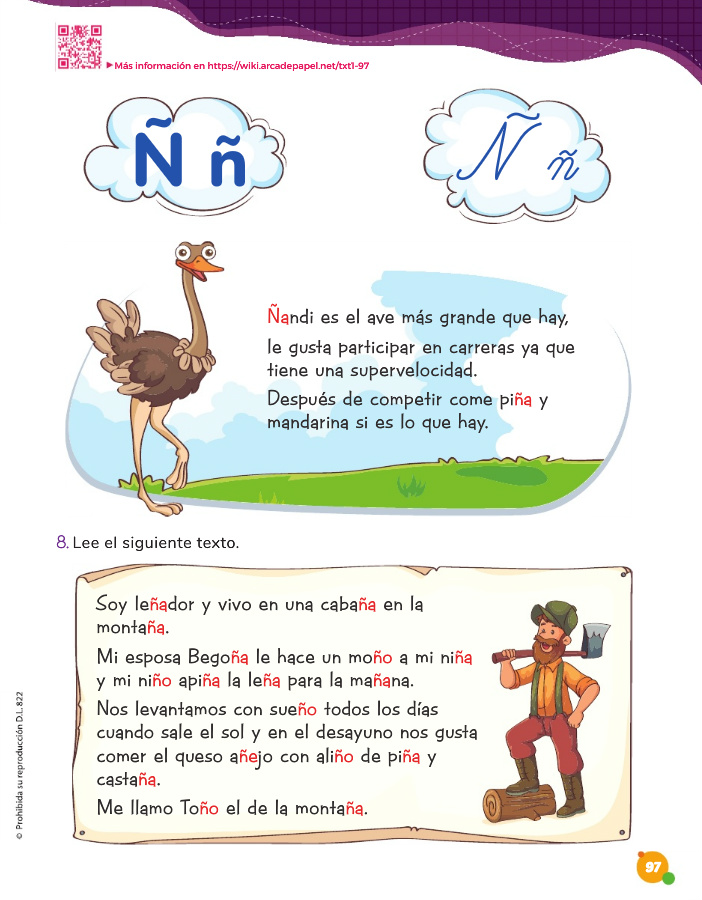 ▶Más información en https://wiki.arcadepapel.net/txt1-97
Ñ ñ
Ñ ñ
Ñandi es el ave más grande que hay,
le gusta participar en carreras ya que
tiene una supervelocidad.
Después de competir come piña y
mandarina si es lo que hay.
8. Lee el siguiente texto.
Soy leñador y vivo en una cabaña en la
montaña.
Mi esposa Begoña le hace un moño a mi niña
y mi niño apiña la leña para la mañana.
Nos levantamos con sueño todos los días
cuando sale el sol y en el desayuno nos gusta
comer el queso añejo con aliño de piña y
castaña.
Me llamo Toño el de la montaña.
© Prohibida su reproducción D.L. 822
97